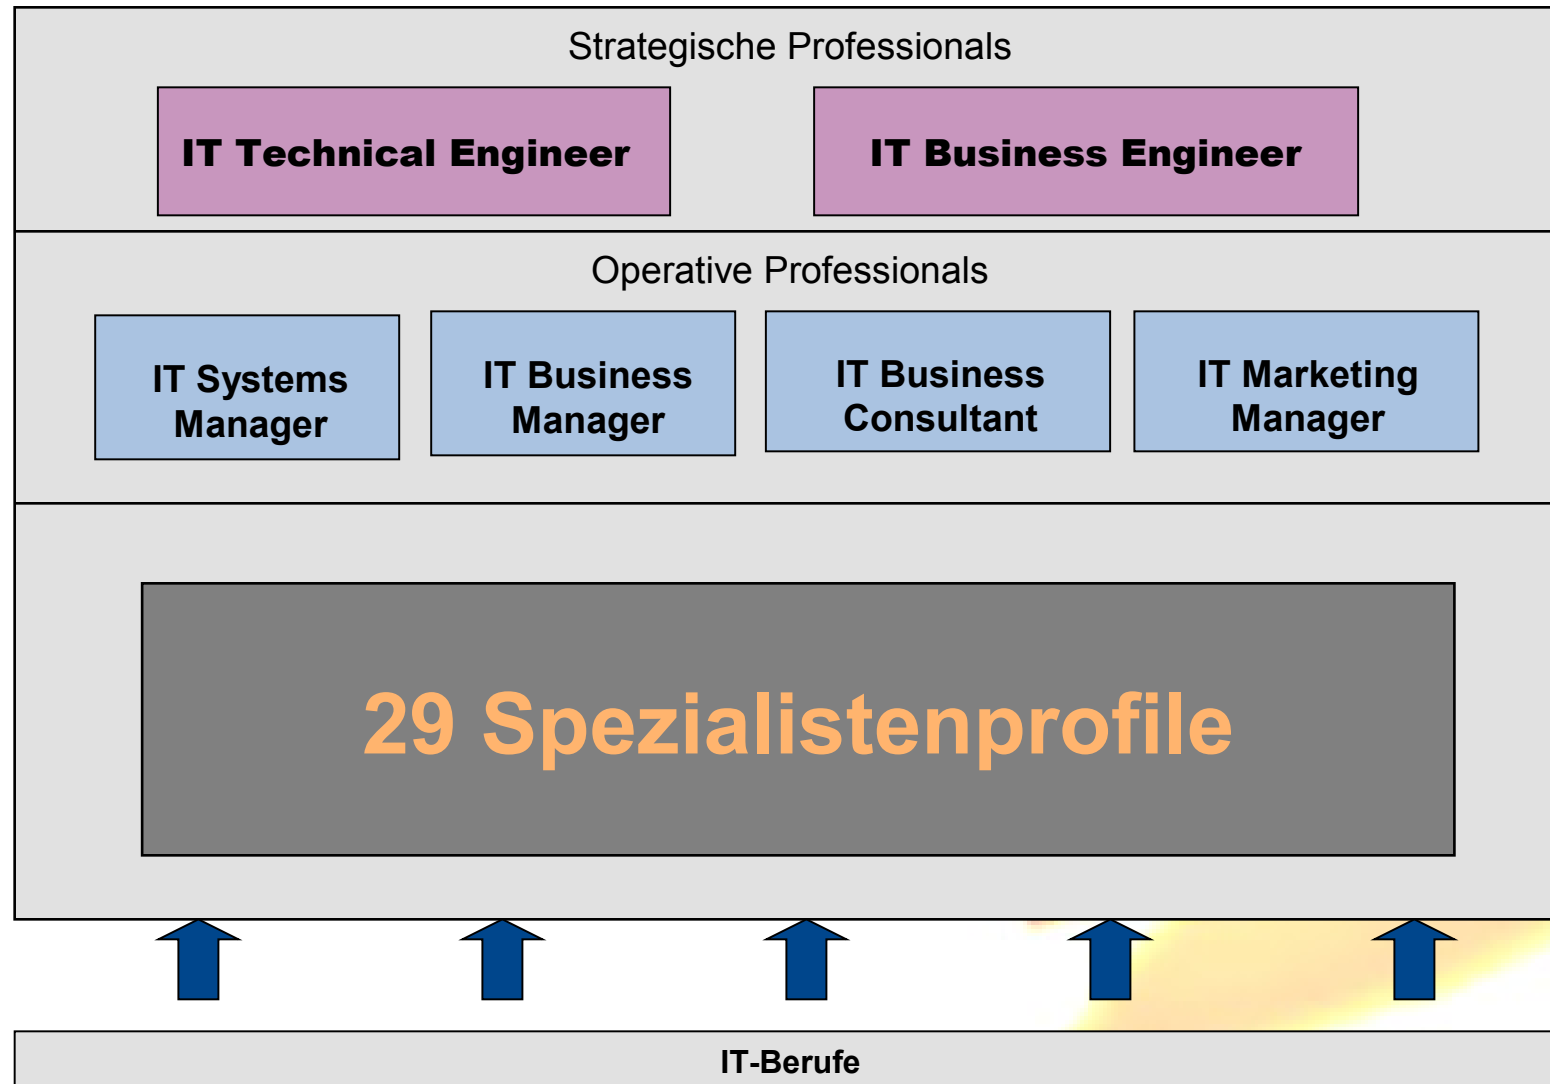 Strategische Professionals
IT Technical Engineer
IT Business Engineer
Operative Professionals
IT Systems
Manager
IT Business
Manager
IT Business
Consultant
IT Marketing
Manager
29 Spezialistenprofile
IT-Berufe